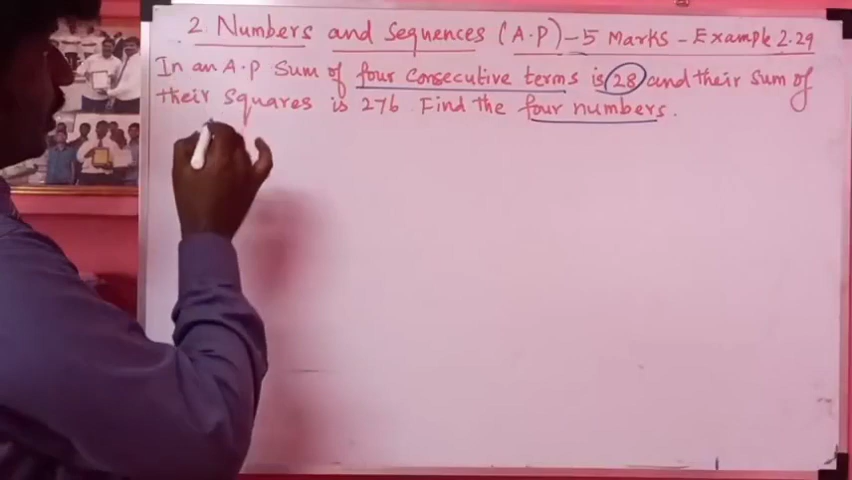 2 Numbers and Sequences (A.P) - 5 Marks - Example 2.29
In an A.P Sum of four Consecutive terms is 28 and their Sum of
their squares is 276. Find the four numbers.